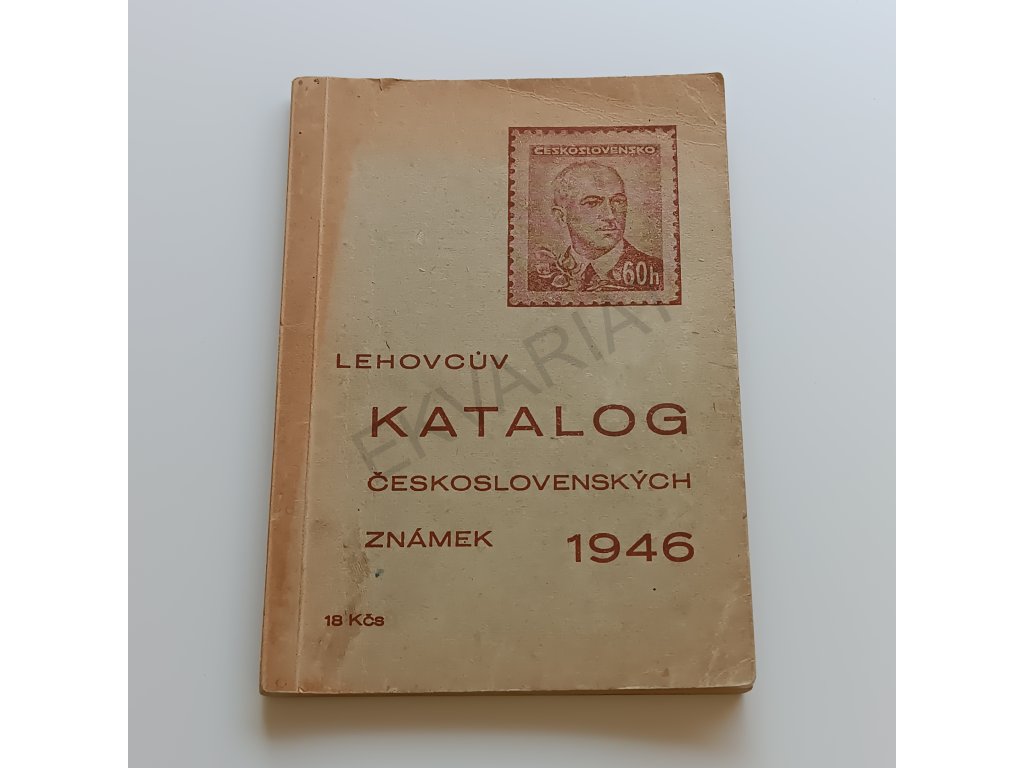 ČESKOSLOVENSKO
60h
LEHOVCŮV
KATALOG
ČESKOSLOVENSKÝCH
ZNÁMEK 1946
18 Kčs
EKVARIAT